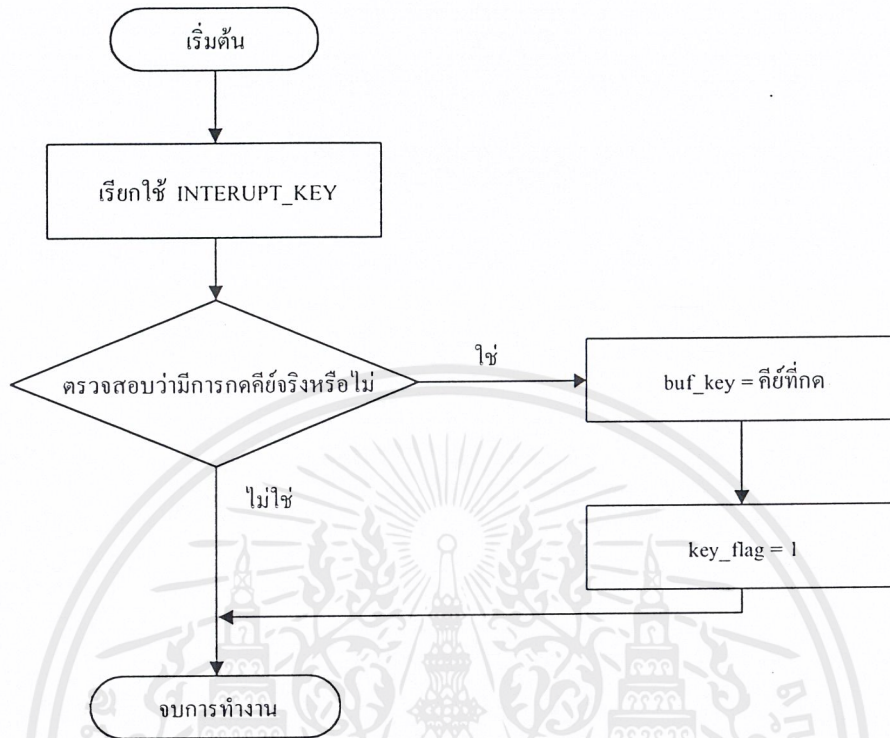 เริ่มต้น
เรียกใช้ INTERUPT_KEY
ตรวจสอบว่ามีการกดคีย์จริงหรือไม่
ใช่
buf_key = คีย์ที่กด
ไม่ใช่
key_flag = 1
จบการทำงาน